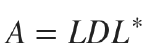 A = LDL*